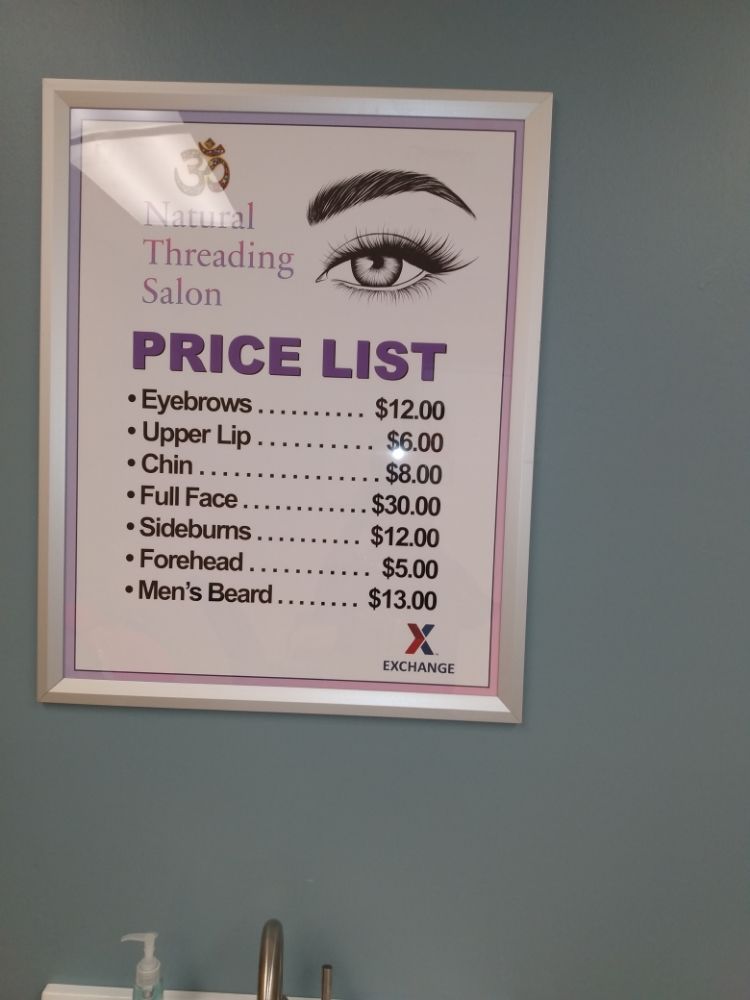 ॐ
Natural
Threading
Salon
PRICE LIST
• Eyebrows .......... $12.00
• Upper Lip .......... $6.00
• Chin ................ $8.00
• Full Face ........... $30.00
• Sideburns ......... $12.00
• Forehead ........... $5.00
• Men's Beard ........ $13.00
X
EXCHANGE